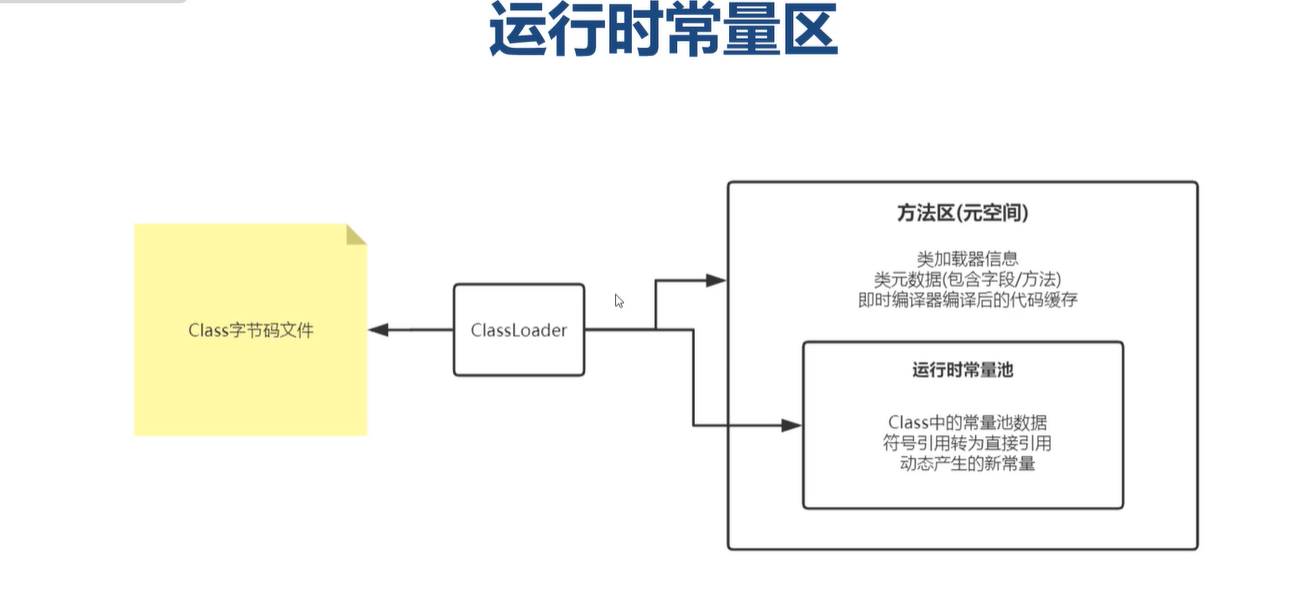 运行时常量区
Class字节码文件
ClassLoader
方法区(元空间)
类加载器信息
类元数据(包含字段/方法)
即时编译器编译后的代码缓存
运行时常量池
Class中的常量池数据
符号引用转为直接引用
动态产生的新常量